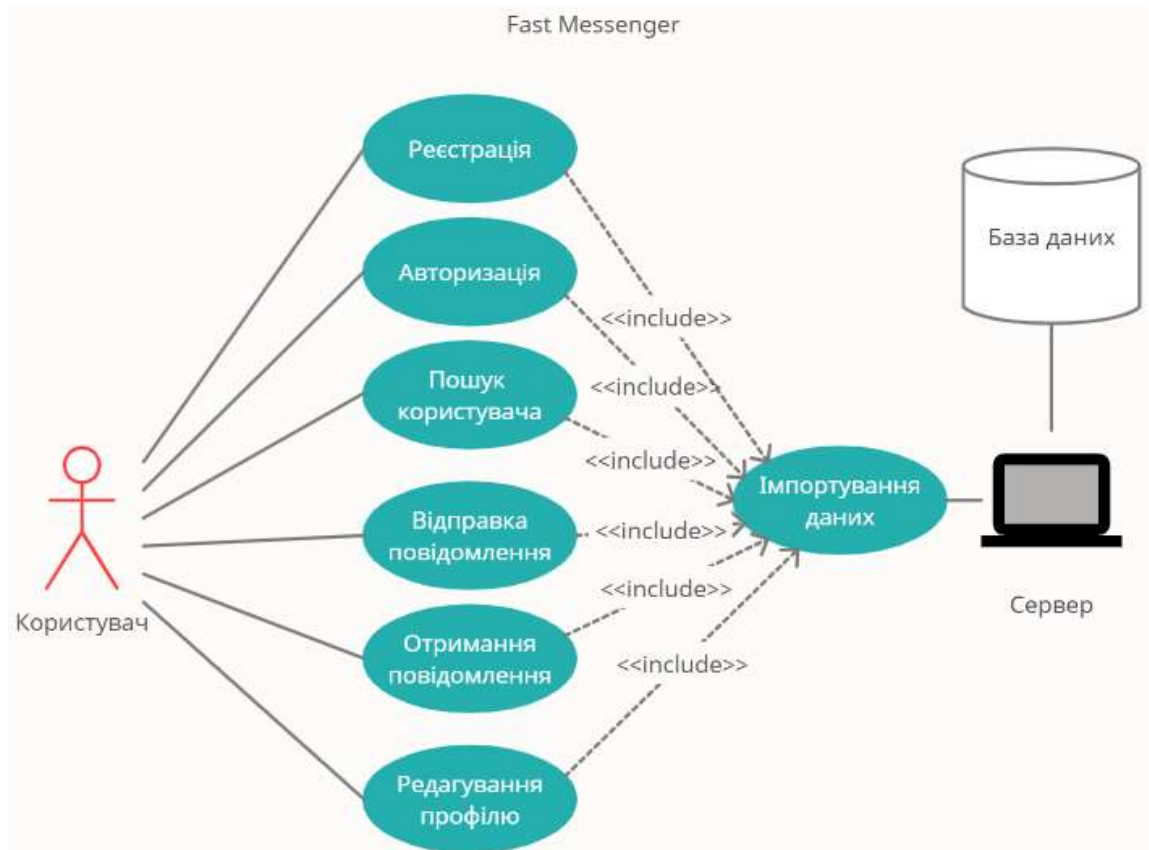 Fast Messenger
Реєстрація
База даних
Авторизація
<<include>>
Пошук
користувача
<<include>>
<<include>>
Імпортування
даних
Відправка
повідомлення
<<include>>
<<include>>
Сервер
Користувач
Отримання
повідомлення
<<include>>
Редагування
профілю